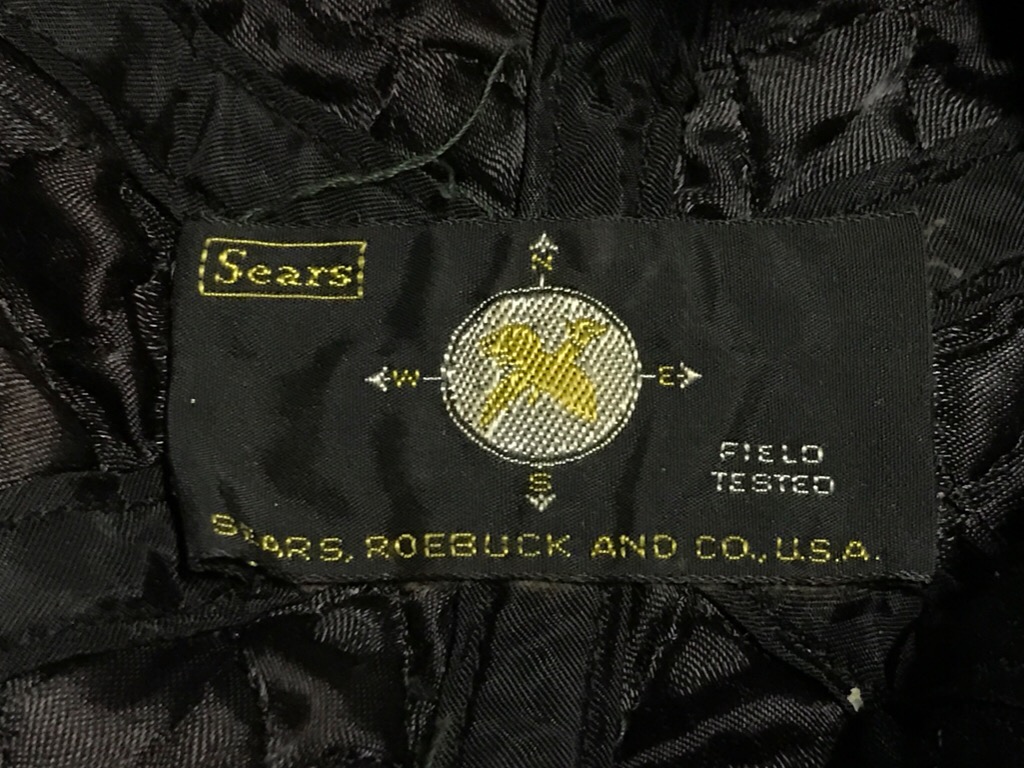 Sears
N
W E
S
FIELD
TESTED
SEARS, ROEBUCK AND CO., U.S.A.